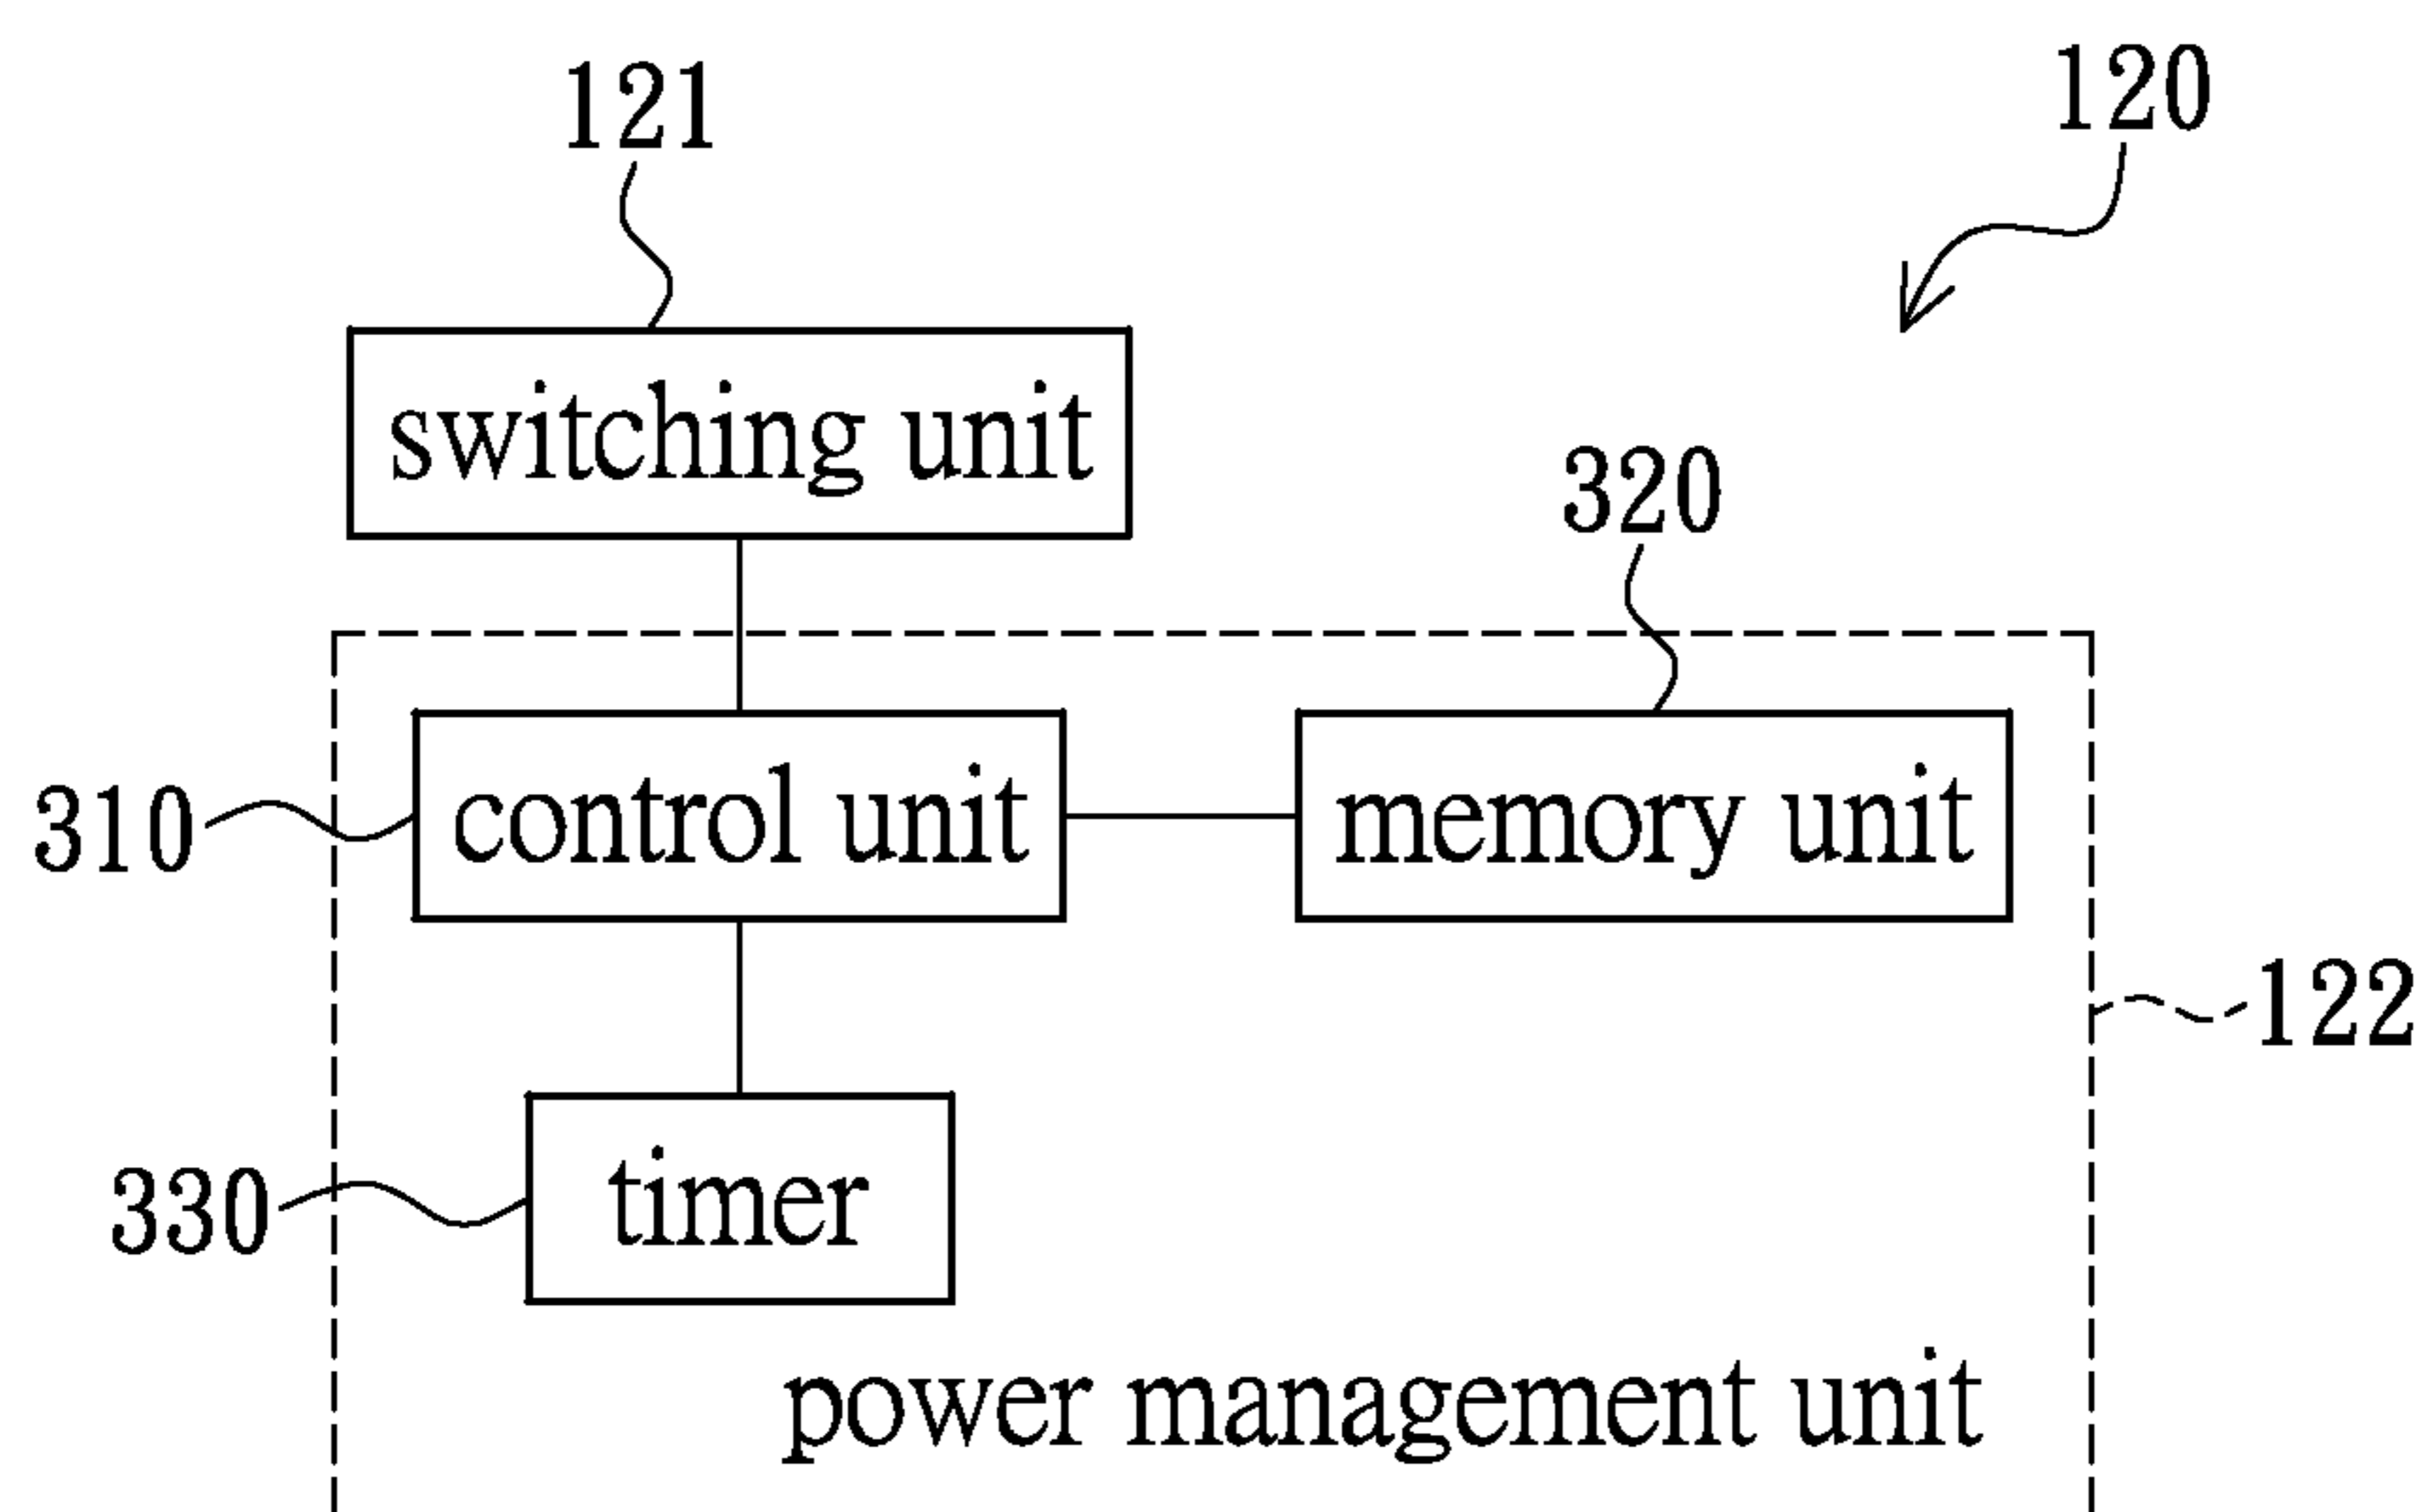 121
120
switching unit
320
310
control unit
memory unit
122
330
timer
power management unit